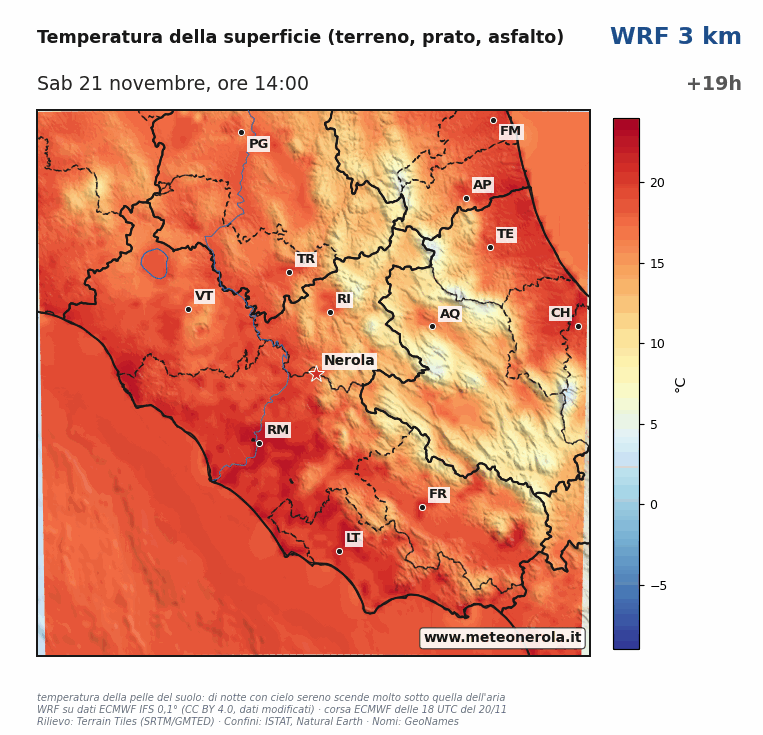 Temperatura della superficie (terreno, prato, asfalto)
WRF 3 km
Sab 21 novembre, ore 14:00
+19h
FM
PG
AP
TE
TR
VT
RI
AQ
CH
Nerola
RM
FR
LT
www.meteonerola.it
20
15
10
5
0
−5
°C
temperatura della pelle del suolo: di notte con cielo sereno scende molto sotto quella dell'aria
WRF su dati ECMWF IFS 0,1° (CC BY 4.0, dati modificati) · corsa ECMWF delle 18 UTC del 20/11
Rilievo: Terrain Tiles (SRTM/GMTED) · Confini: ISTAT, Natural Earth · Nomi: GeoNames